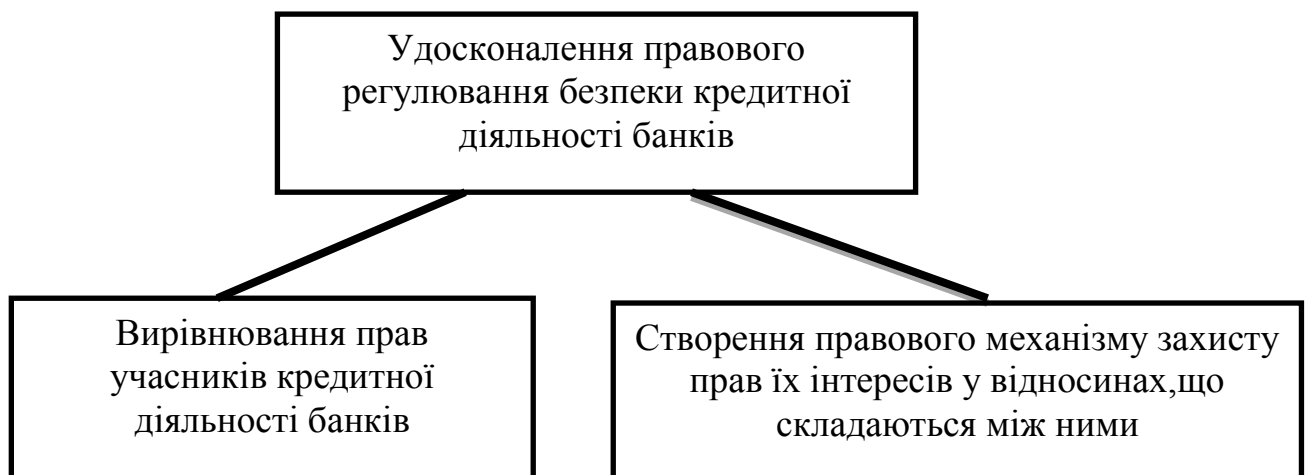 Удосконалення правового
регулювання безпеки кредитної
діяльності банків
Вирівнювання прав
учасників кредитної
діяльності банків
Створення правового механізму захисту
прав їх інтересів у відносинах,що
складаються між ними